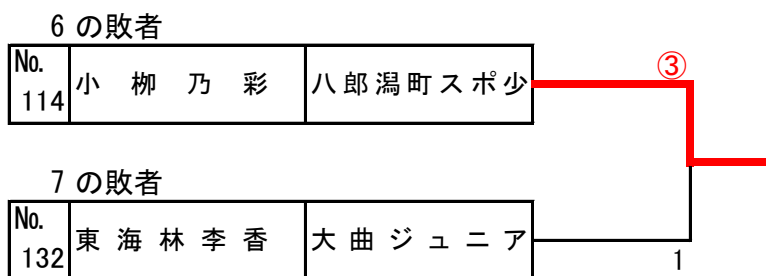 6 の敗者
No. 114 小栁乃彩 八郎潟町スポ少 ③
7 の敗者
No. 132 東海林李香 大曲ジュニア 1